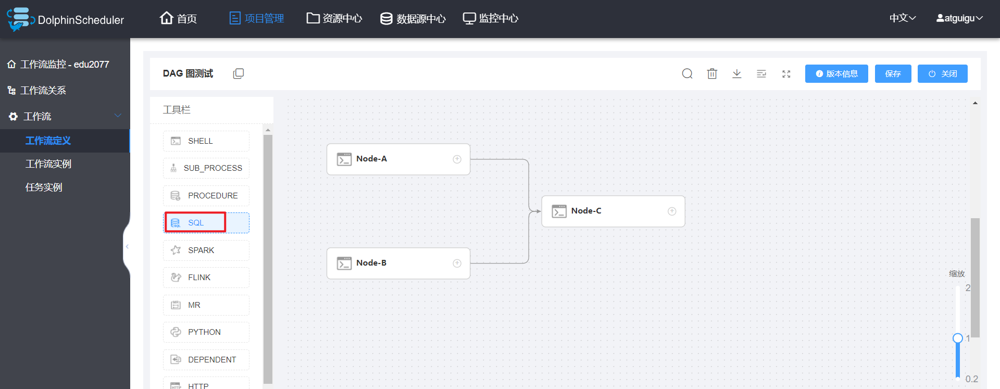 DolphinScheduler
首页
项目管理
资源中心
数据源中心
监控中心
中文
atguigu
工作流监控 - edu2077
工作流关系
工作流
工作流定义
工作流实例
任务实例
DAG 图测试
版本信息
保存
关闭
工具栏
SHELL
SUB_PROCESS
PROCEDURE
SQL
SPARK
FLINK
MR
PYTHON
DEPENDENT
HTTP
Node-A
Node-B
Node-C
缩放
2
1
0.2